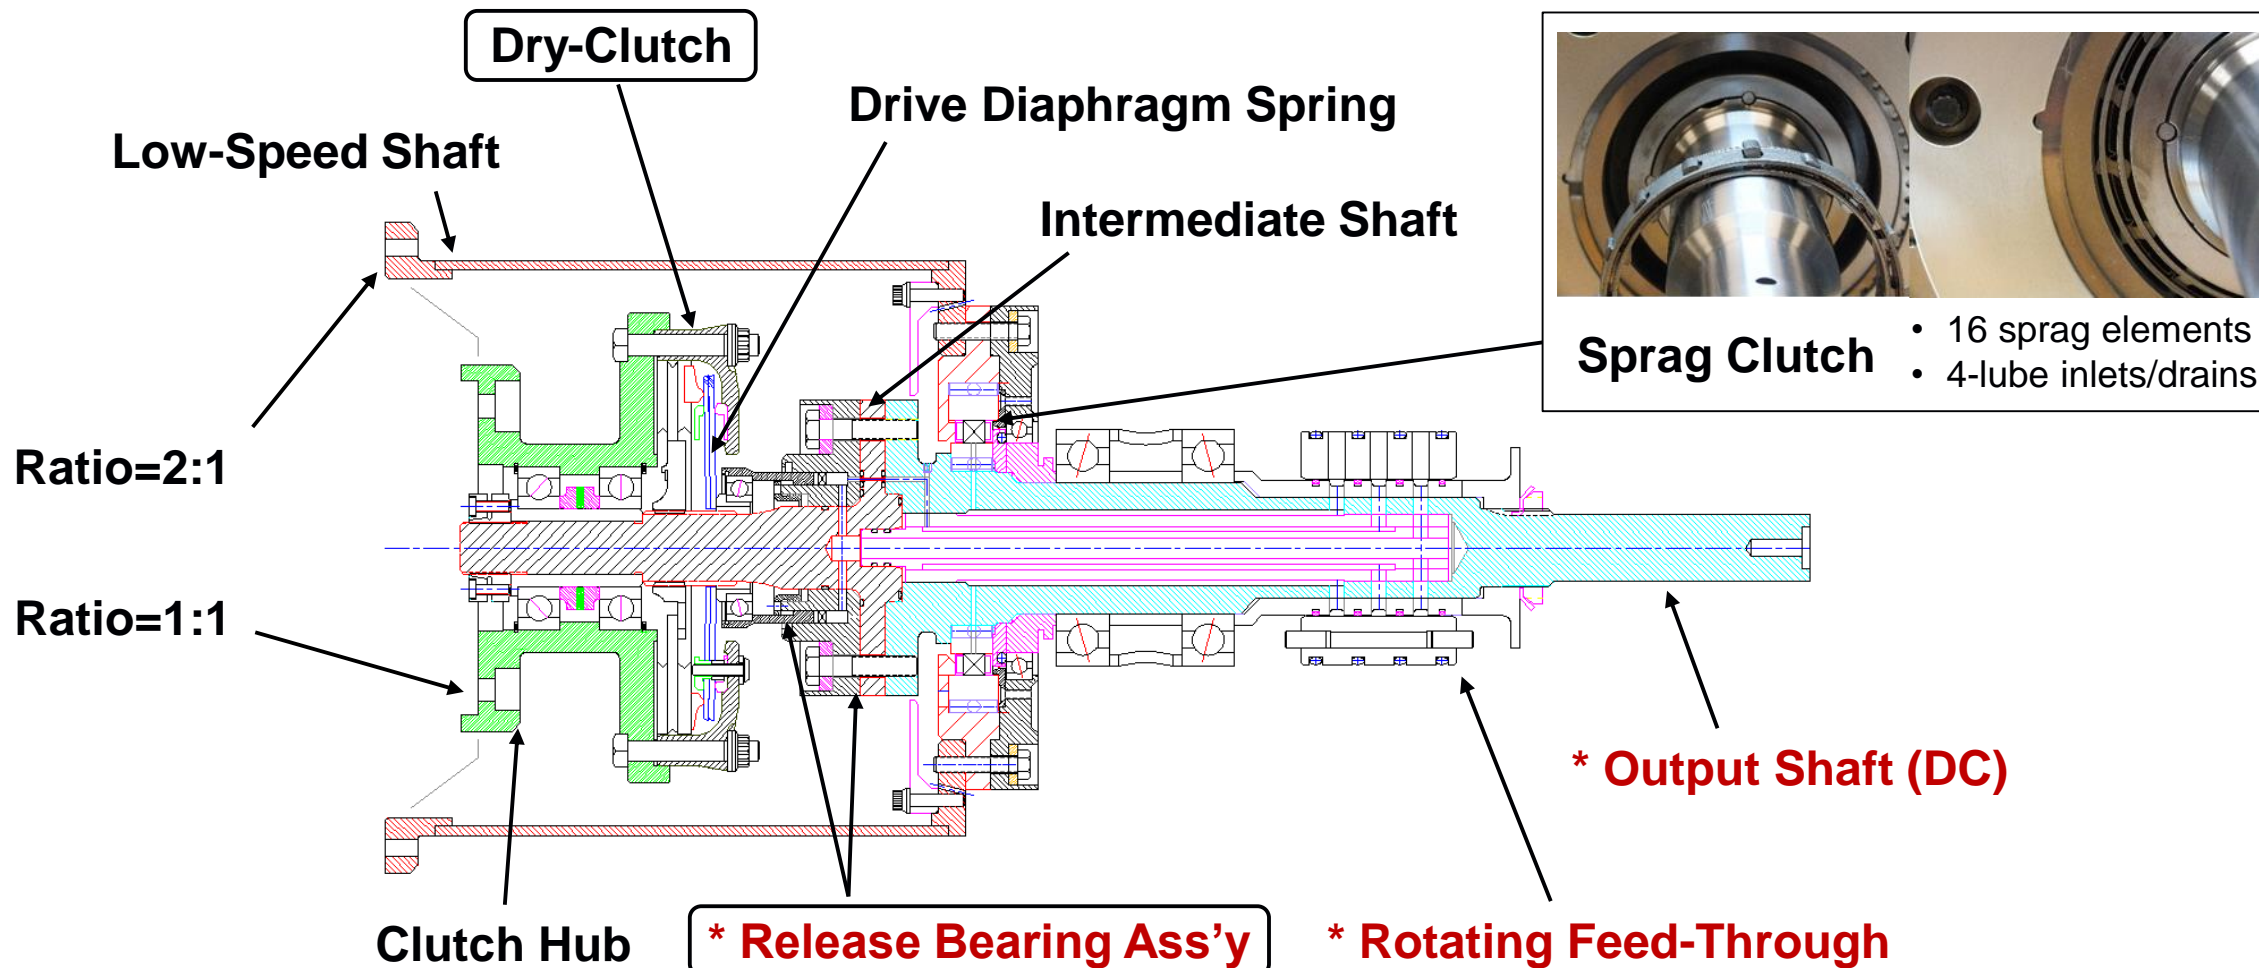 Dry-Clutch
Drive Diaphragm Spring
Low-Speed Shaft
Intermediate Shaft
Sprag Clutch
• 16 sprag elements
• 4-lube inlets/drains
Ratio=2:1
Ratio=1:1
* Output Shaft (DC)
Clutch Hub
* Release Bearing Ass’y
* Rotating Feed-Through